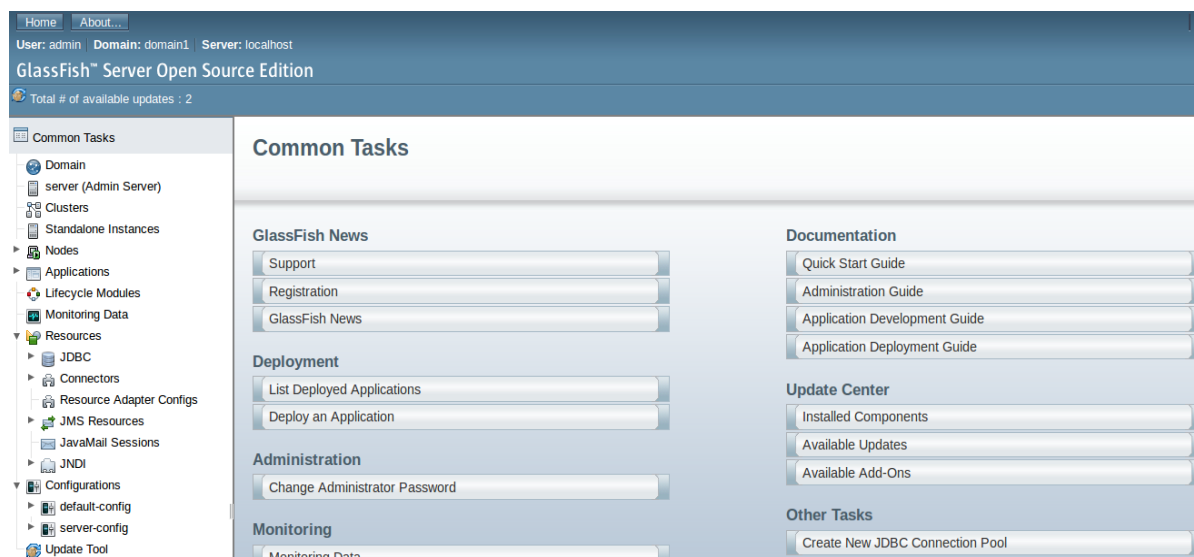 Home About...
User: admin Domain: domain1 Server: localhost
GlassFish™ Server Open Source Edition
Total # of available updates : 2
Common Tasks
Domain
server (Admin Server)
Clusters
Standalone Instances
Nodes
Applications
Lifecycle Modules
Monitoring Data
Resources
JDBC
Connectors
Resource Adapter Configs
JMS Resources
JavaMail Sessions
JNDI
Configurations
default-config
server-config
Update Tool
Common Tasks
GlassFish News
Support
Registration
GlassFish News
Deployment
List Deployed Applications
Deploy an Application
Administration
Change Administrator Password
Monitoring
Monitoring Data
Documentation
Quick Start Guide
Administration Guide
Application Development Guide
Application Deployment Guide
Update Center
Installed Components
Available Updates
Available Add-Ons
Other Tasks
Create New JDBC Connection Pool